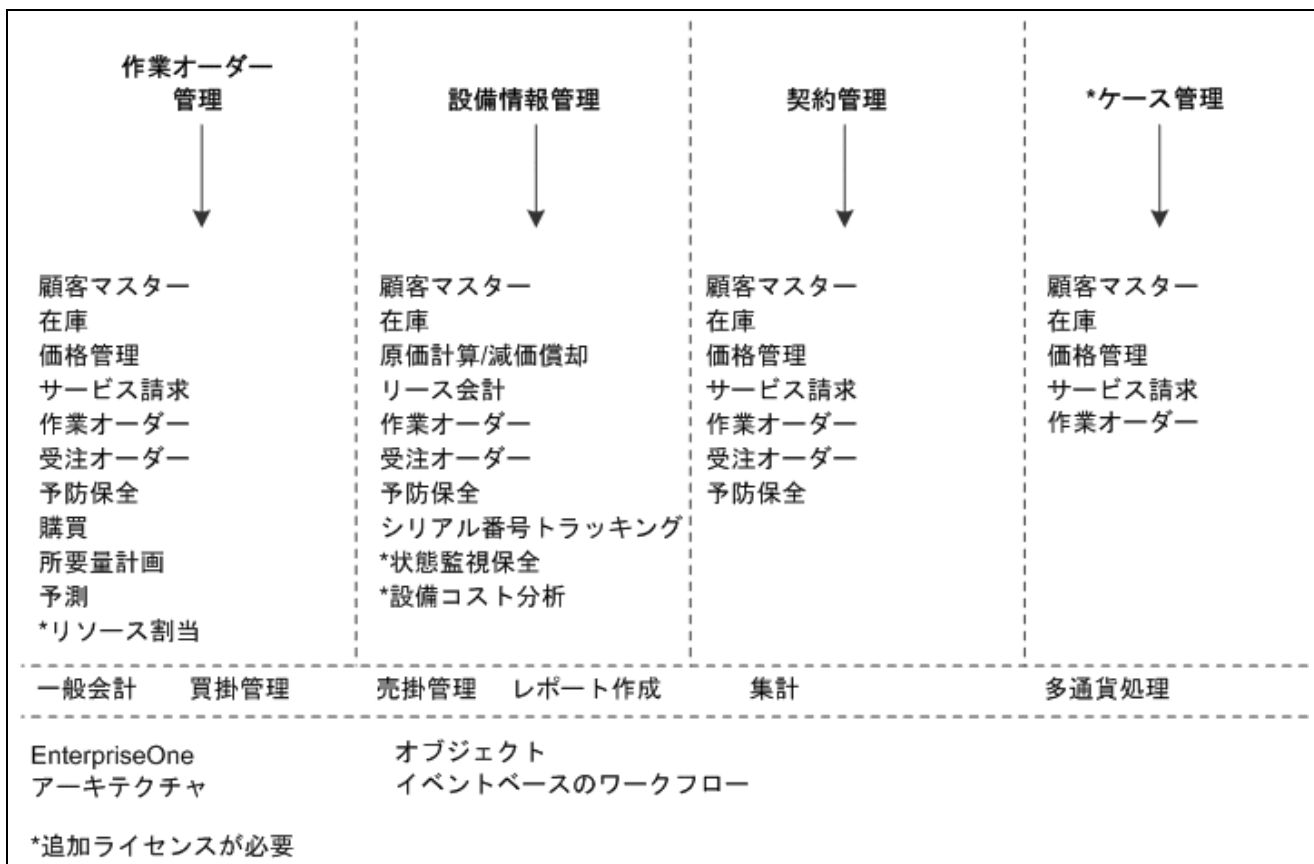 作業オーダー
管理
設備情報管理
契約管理
*ケース管理
顧客マスター
在庫
価格管理
サービス請求
作業オーダー
受注オーダー
予防保全
購買
所要量計画
予測
*リソース割当
顧客マスター
在庫
原価計算/減価償却
リース会計
作業オーダー
受注オーダー
予防保全
シリアル番号トラッキング
*状態監視保全
*設備コスト分析
顧客マスター
在庫
価格管理
サービス請求
作業オーダー
受注オーダー
予防保全
顧客マスター
在庫
価格管理
サービス請求
作業オーダー
一般会計 買掛管理 売掛管理 レポート作成 集計 多通貨処理
EnterpriseOne
アーキテクチャ
オブジェクト
イベントベースのワークフロー
*追加ライセンスが必要